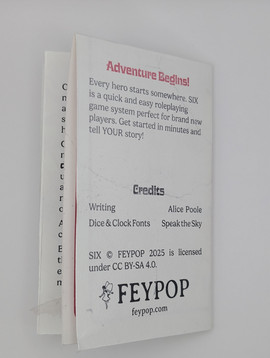 Adventure Begins!
Every hero starts somewhere. SIX
is a quick and easy roleplaying
game system perfect for brand new
players. Get started in minutes and
tell YOUR story!
Credits
Writing Alice Poole
Dice & Clock Fonts Speak the Sky
SIX © FEYPOP 2025 is licensed
under CC BY-SA 4.0.
FEYPOP
feypop.com